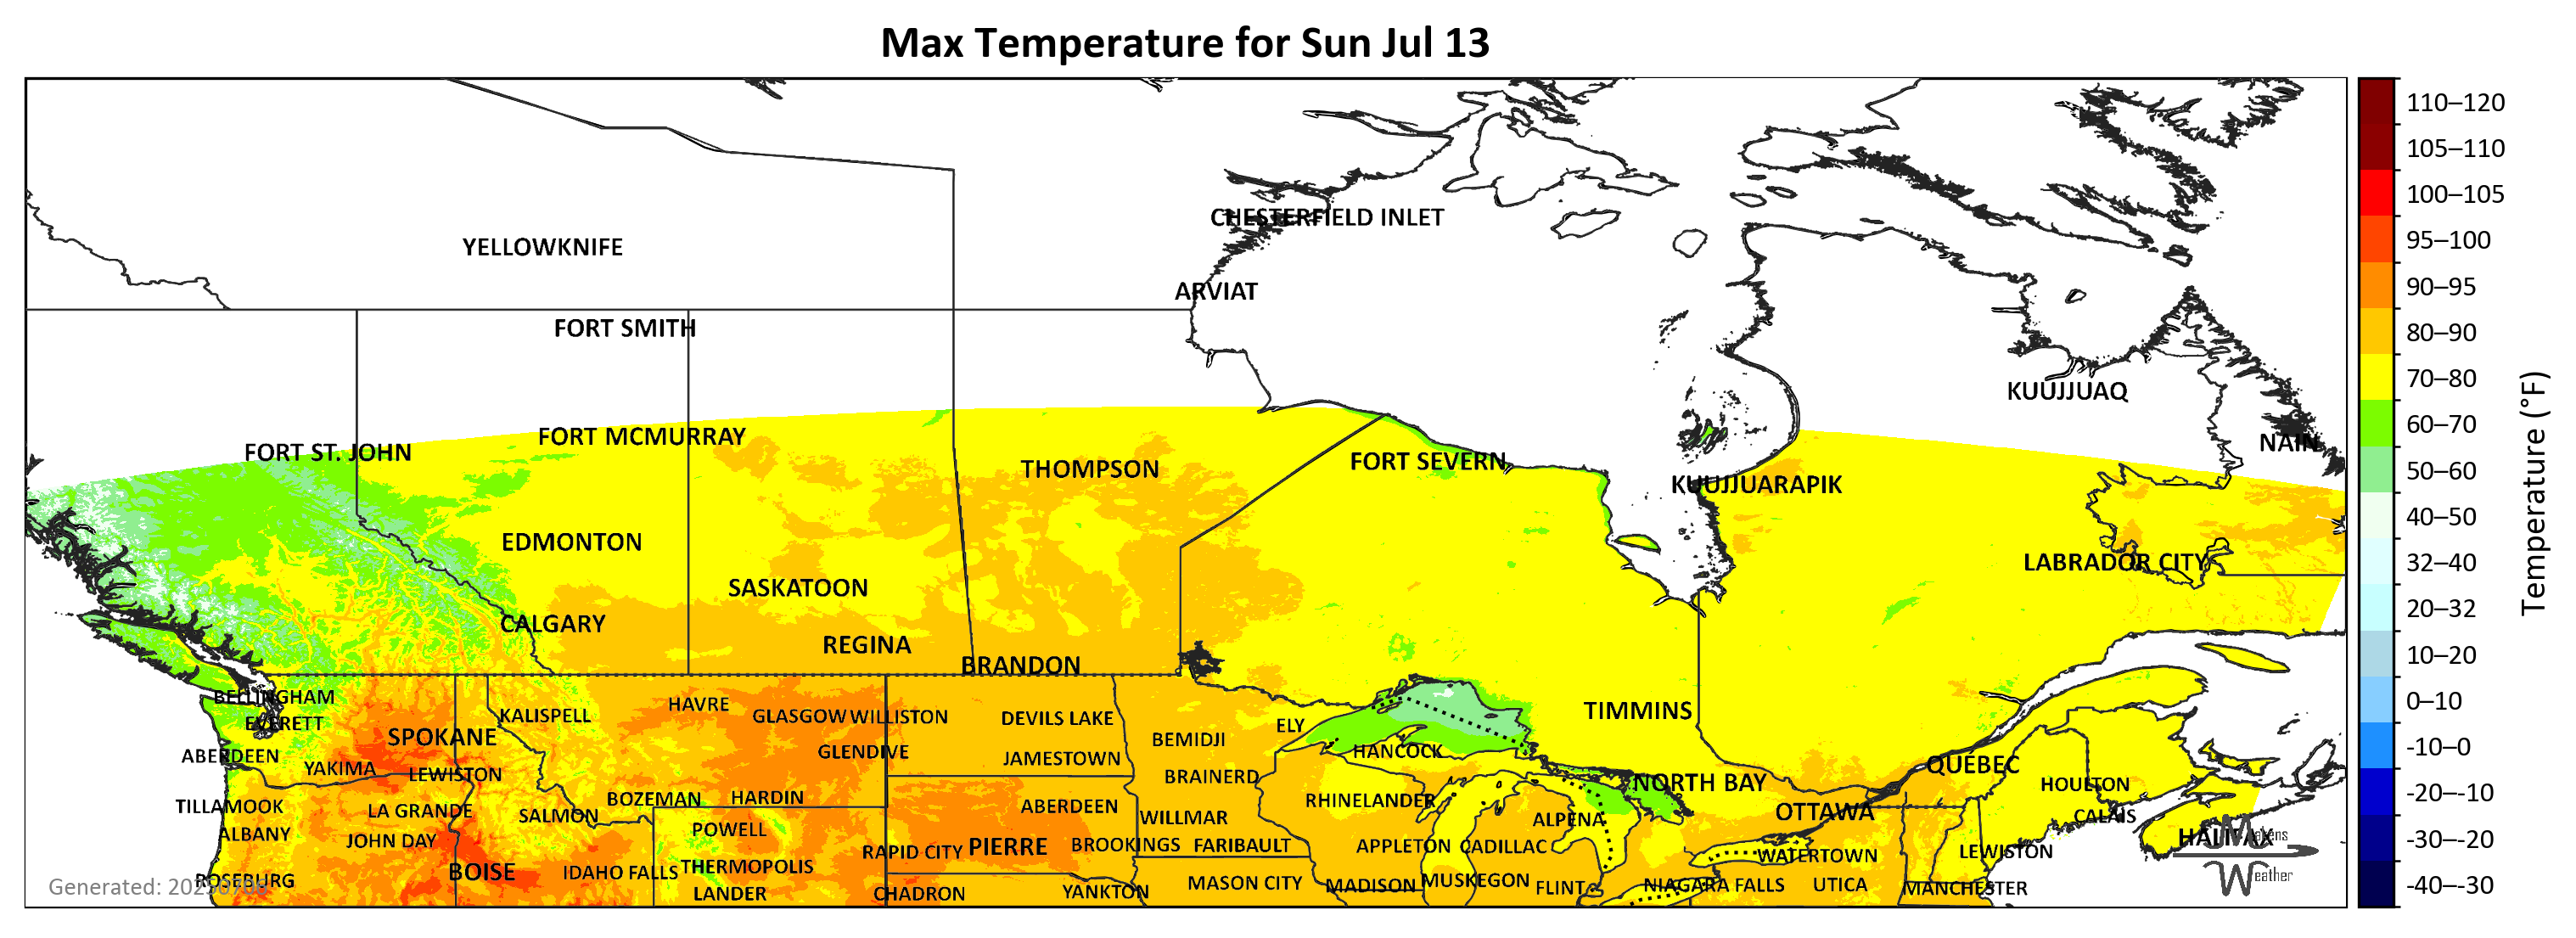 Max Temperature for Sun Jul 13
CHESTERFIELD INLET
YELLOWKNIFE
ARVIAT
FORT SMITH
KUUJJUAQ
FORT MCMURRAY
NAIN
FORT ST. JOHN
THOMPSON
FORT SEVERN
KUUJJUARAPIK
EDMONTON
LABRADOR CITY
SASKATOON
CALGARY
REGINA
BRANDON
BELLINGHAM
HAVRE
TIMMINS
KALISPELL
GLASGOW
WILLISTON
DEVILS LAKE
EVERETT
ELY
SPOKANE
BEMIDJI
GLENDIVE
HANCOCK
ABERDEEN
JAMESTOWN
QUÉBEC
YAKIMA
LEWISTON
BRAINERD
NORTH BAY
HOULTON
BOZEMAN
HARDIN
RHINELANDER
TILLAMOOK
LA GRANDE
ABERDEEN
OTTAWA
SALMON
CALAIS
WILLMAR
ALPENA
POWELL
ALBANY
HALIFAX
JOHN DAY
PIERRE
BROOKINGS
FARIBAULT
APPLETON
CADILLAC
RAPID CITY
LEWISTON
WATERTOWN
THERMOPOLIS
BOISE
IDAHO FALLS
ROSEBURG
MUSKEGON
MASON CITY
MADISON
FLINT
NIAGARA FALLS
UTICA
MANCHESTER
LANDER
CHADRON
YANKTON
Generated: 20250706
Matens
Weather
110–120
105–110
100–105
95–100
90–95
80–90
70–80
60–70
50–60
40–50
32–40
20–32
10–20
0–10
-10–0
-20–-10
-30–-20
-40–-30
Temperature (°F)